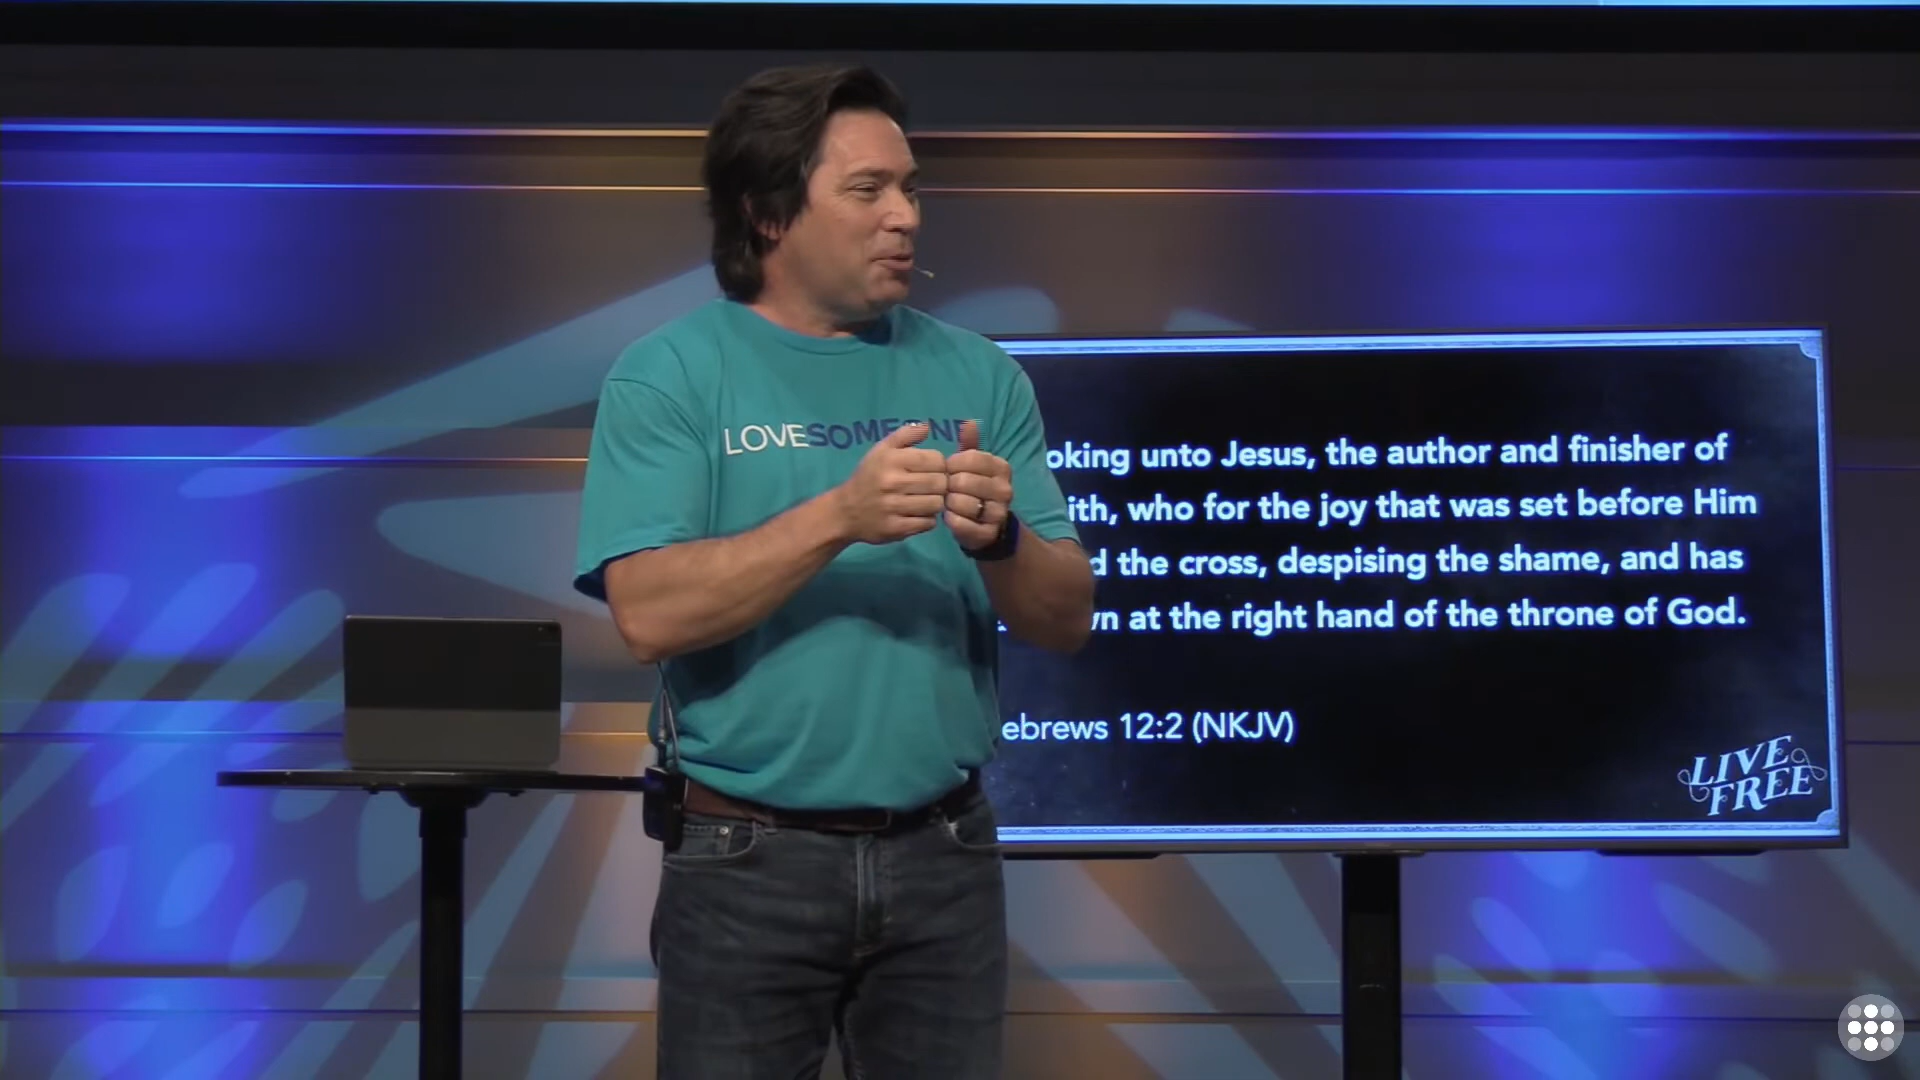 LOVESOMEONE
oking unto Jesus, the author and finisher of
ith, who for the joy that was set before Him
d the cross, despising the shame, and has
wn at the right hand of the throne of God.
ebrews 12:2 (NKJV)
LIVE
FREE